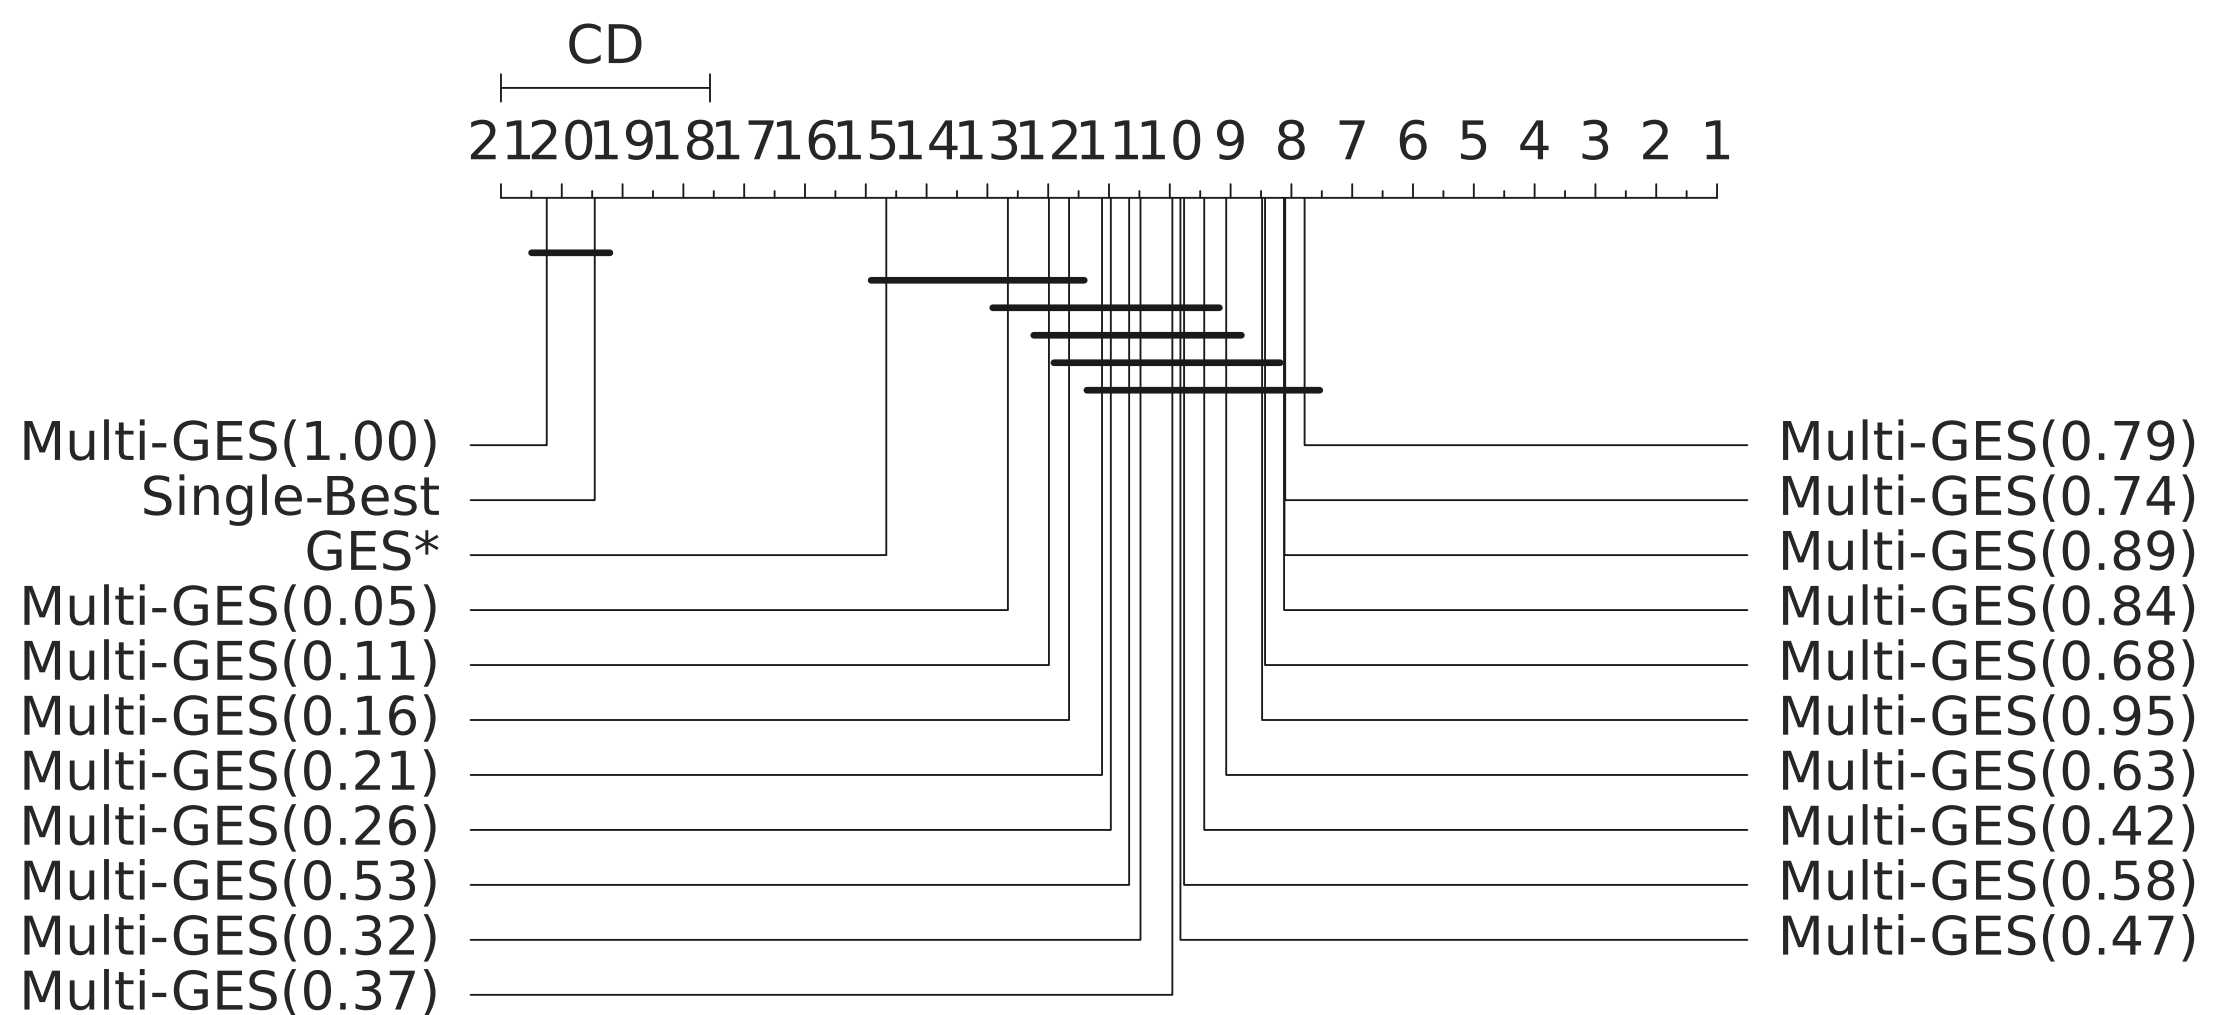 CD
21 20 19 18 17 16 15 14 13 12 11 10 9 8 7 6 5 4 3 2 1
Multi-GES(1.00)
Single-Best
GES*
Multi-GES(0.05)
Multi-GES(0.11)
Multi-GES(0.16)
Multi-GES(0.21)
Multi-GES(0.26)
Multi-GES(0.53)
Multi-GES(0.32)
Multi-GES(0.37)
Multi-GES(0.79)
Multi-GES(0.74)
Multi-GES(0.89)
Multi-GES(0.84)
Multi-GES(0.68)
Multi-GES(0.95)
Multi-GES(0.63)
Multi-GES(0.42)
Multi-GES(0.58)
Multi-GES(0.47)